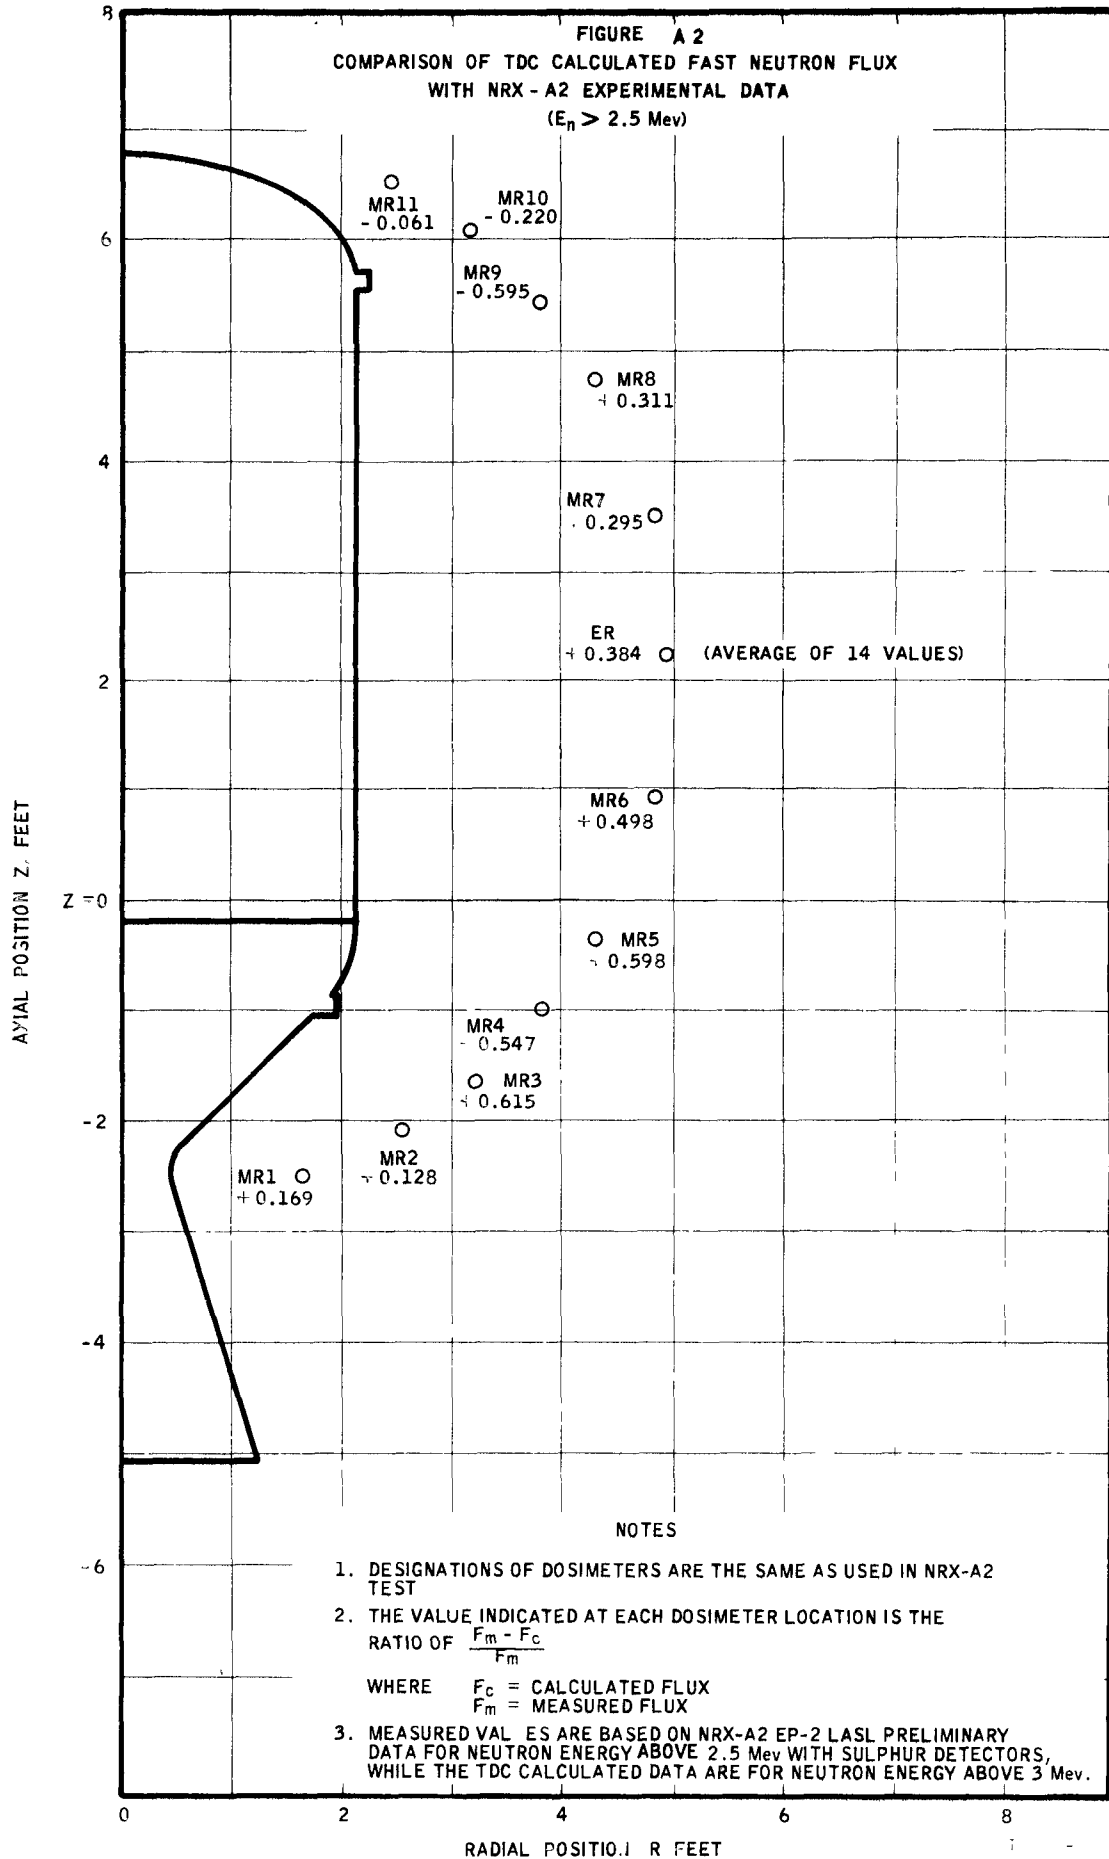 FIGURE A 2
COMPARISON OF TDC CALCULATED FAST NEUTRON FLUX
WITH NRX - A2 EXPERIMENTAL DATA
(En > 2.5 Mev)
8
6
4
2
Z = 0
-2
-4
-6
AXIAL POSITION Z, FEET
MR11
- 0.061
MR10
- 0.220
MR9
- 0.595
MR8
+ 0.311
MR7
0.295
ER
+ 0.384 (AVERAGE OF 14 VALUES)
MR6
+ 0.498
MR5
0.598
MR4
0.547
MR3
+ 0.615
MR2
0.128
MR1
+ 0.169
NOTES
1. DESIGNATIONS OF DOSIMETERS ARE THE SAME AS USED IN NRX-A2
TEST
2. THE VALUE INDICATED AT EACH DOSIMETER LOCATION IS THE
RATIO OF Fm - Fc
Fm
WHERE Fc = CALCULATED FLUX
Fm = MEASURED FLUX
3. MEASURED VAL ES ARE BASED ON NRX-A2 EP-2 LASL PRELIMINARY
DATA FOR NEUTRON ENERGY ABOVE 2.5 Mev WITH SULPHUR DETECTORS,
WHILE THE TDC CALCULATED DATA ARE FOR NEUTRON ENERGY ABOVE 3 Mev.
0 2 4 6 8
RADIAL POSITION R FEET